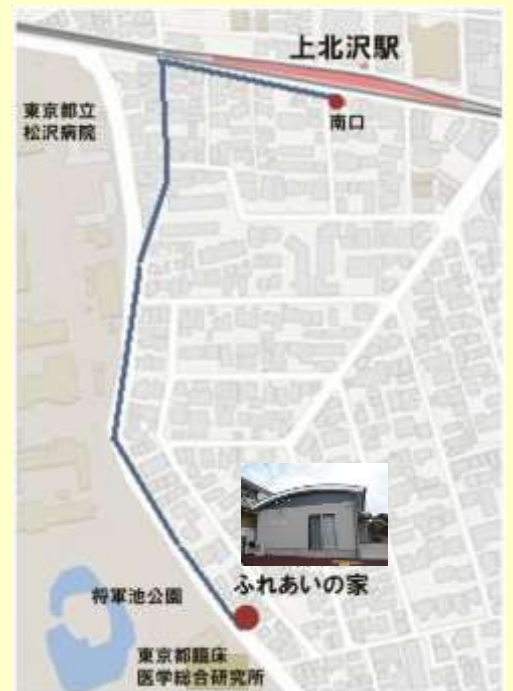 上北沢駅
東京都立
松沢病院
南口
ふれあいの家
将軍池公園
東京都臨床
医学総合研究所